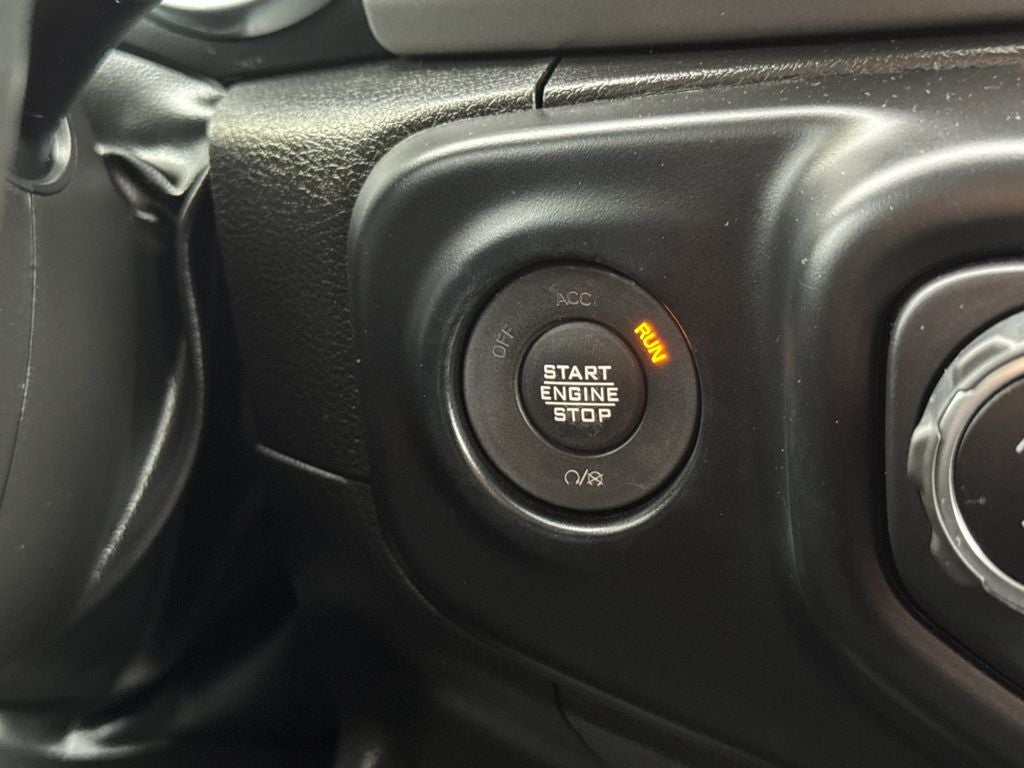 ACC
OFF
RUN
START
ENGINE
STOP